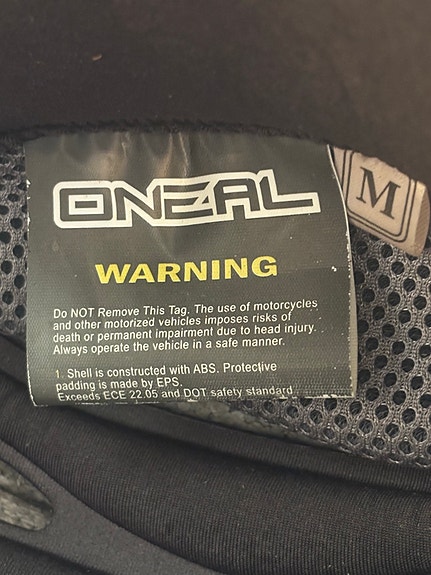 ONEAL
M
WARNING
Do NOT Remove This Tag. The use of motorcycles
and other motorized vehicles imposes risks of
death or permanent impairment due to head injury.
Always operate the vehicle in a safe manner.
1. Shell is constructed with ABS. Protective
padding is made by EPS.
Exceeds ECE 22.05 and DOT safety standard